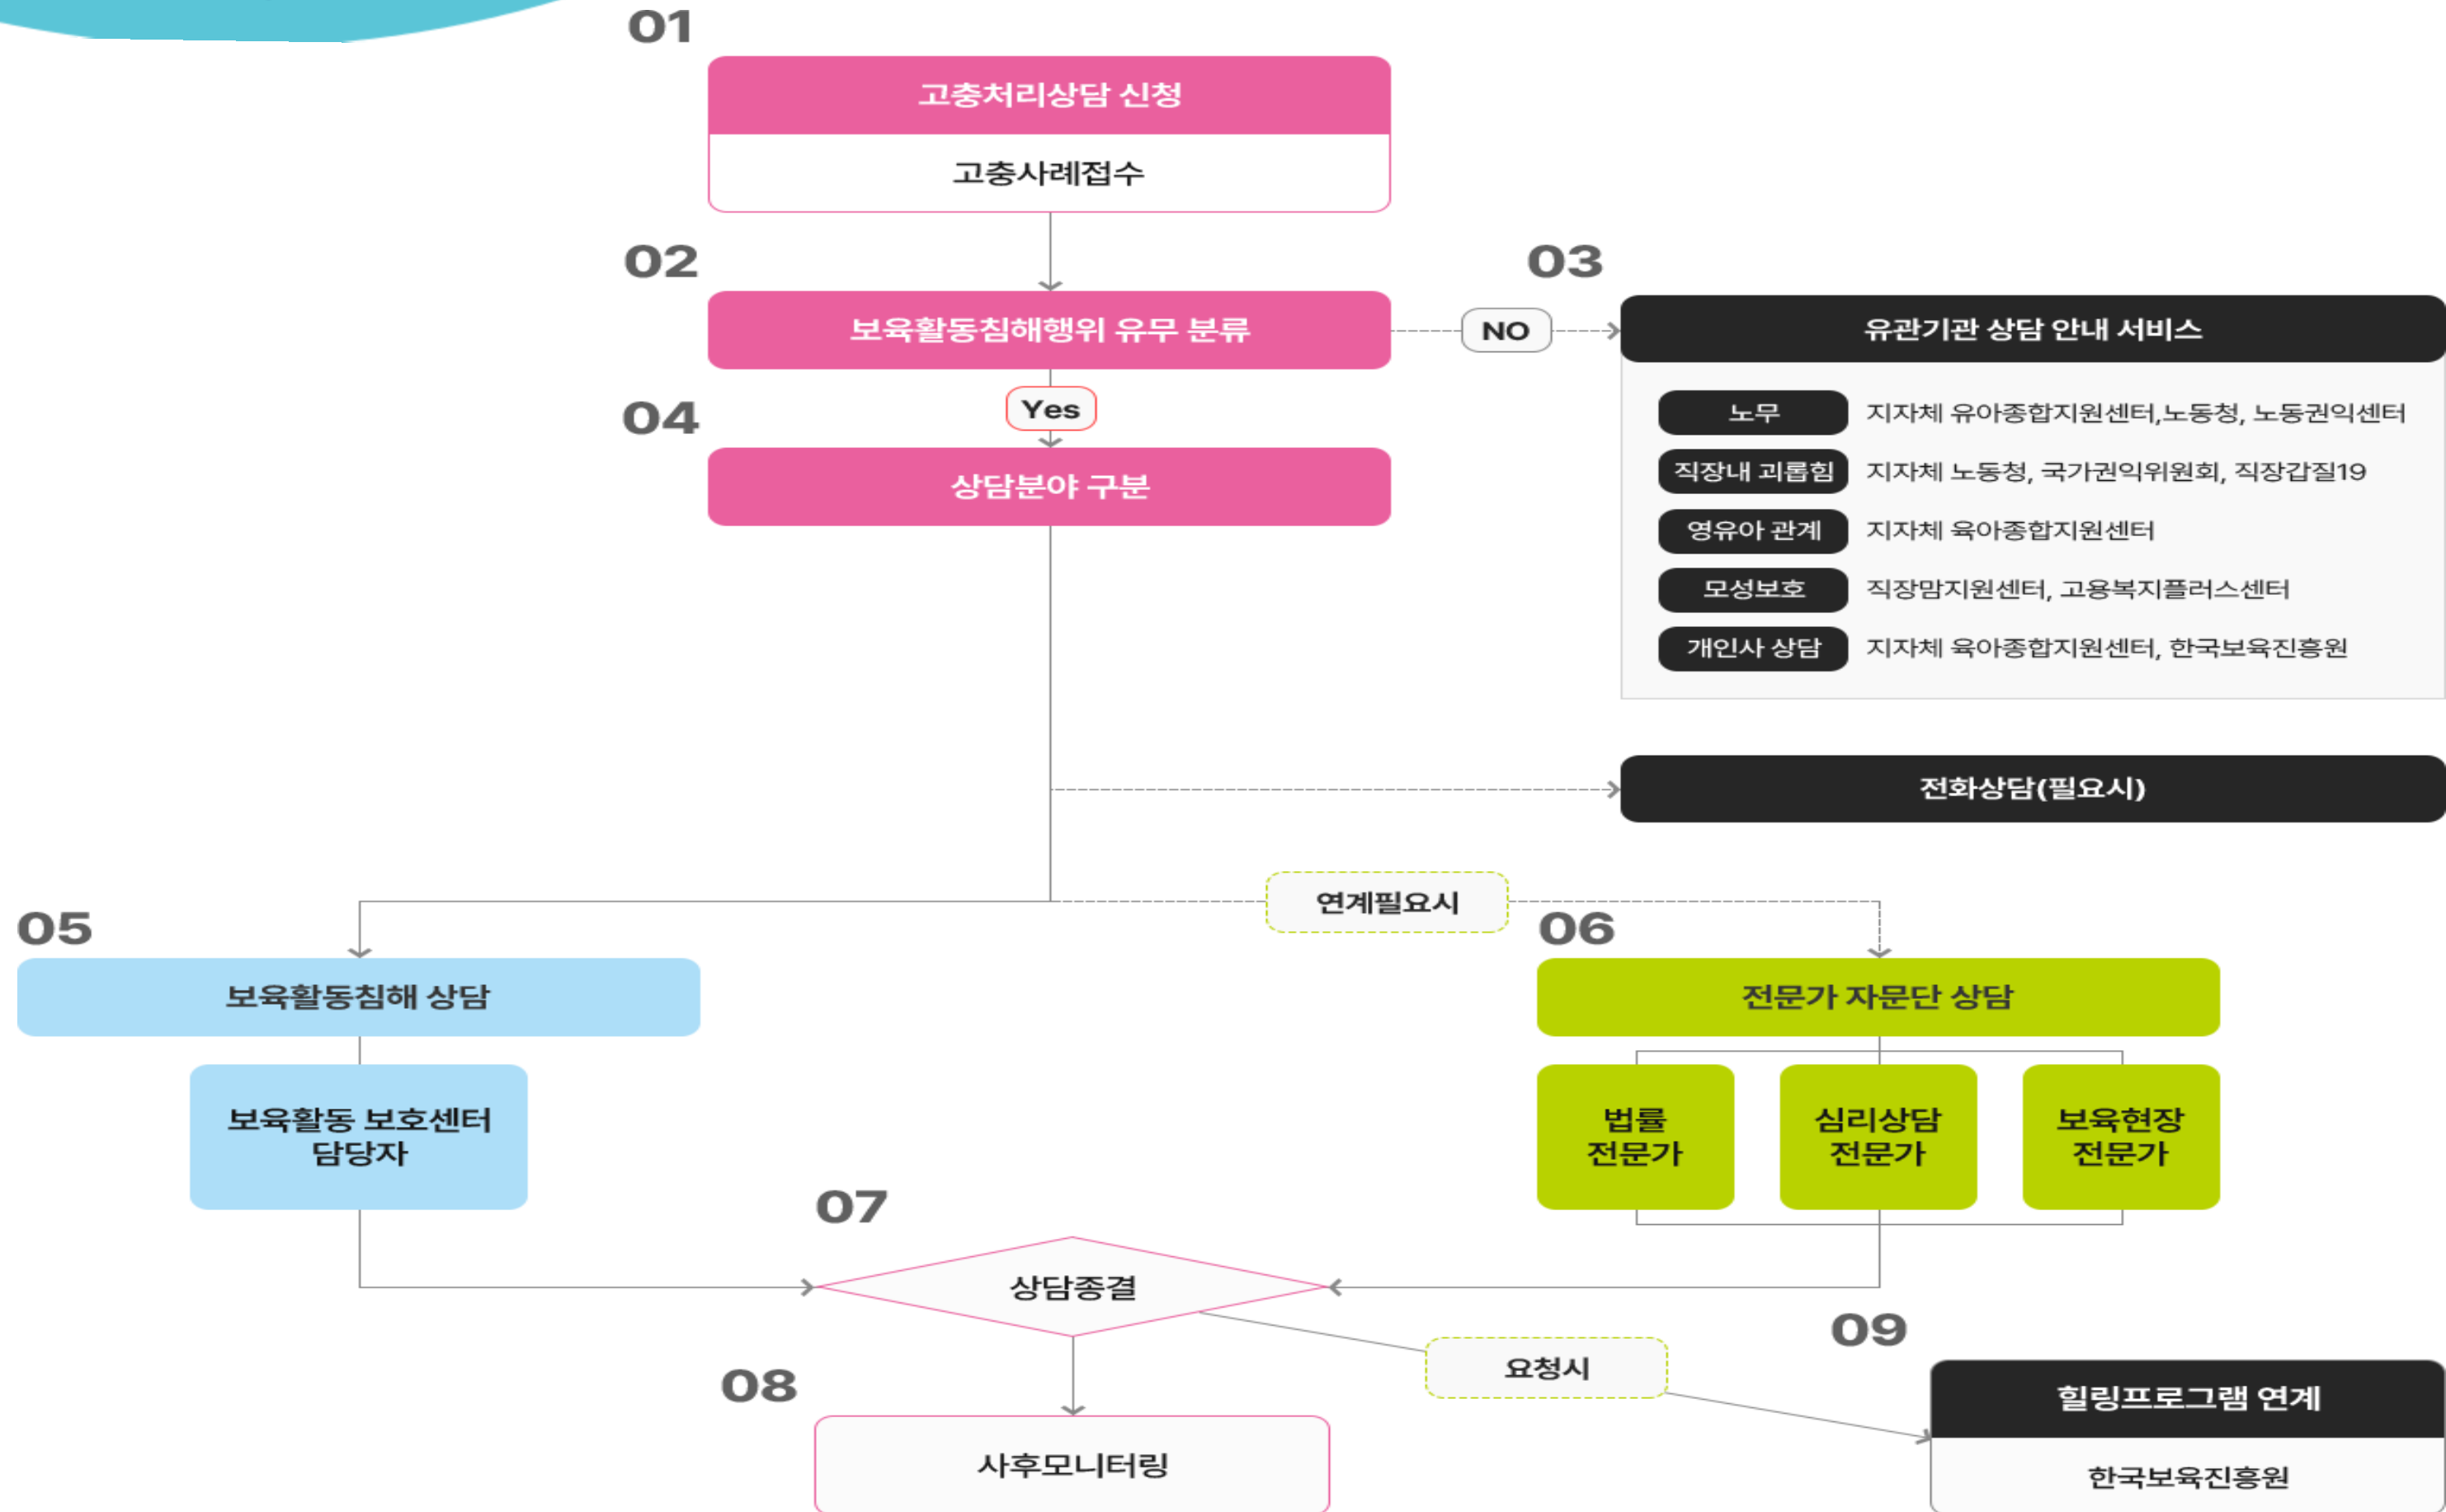 01
고충처리상담 신청
고충사례접수
02
보육활동침해행위 유무 분류
NO
03
유관기관 상담 안내 서비스
노무 지자체 유아종합지원센터,노동청, 노동권익센터
직장내 괴롭힘 지자체 노동청, 국가권익위원회, 직장갑질19
영유아 관계 지자체 육아종합지원센터
모성보호 직장맘지원센터, 고용복지플러스센터
개인사 상담 지자체 육아종합지원센터, 한국보육진흥원
Yes
04
상담분야 구분
전화상담(필요시)
연계필요시
05
보육활동침해 상담
보육활동 보호센터
담당자
06
전문가 자문단 상담
법률
전문가
심리상담
전문가
보육현장
전문가
07
상담종결
08
사후모니터링
요청시
09
힐링프로그램 연계
한국보육진흥원